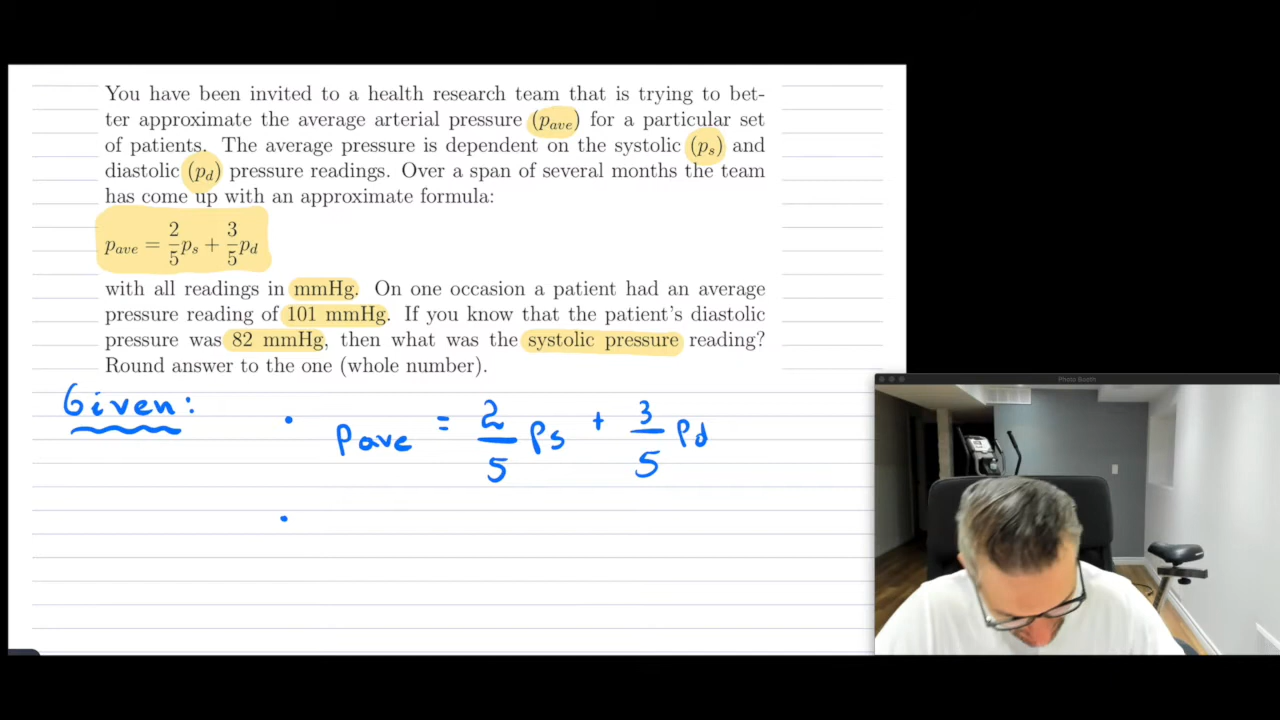 You have been invited to a health research team that is trying to bet-
ter approximate the average arterial pressure (p_ave) for a particular set
of patients. The average pressure is dependent on the systolic (p_s) and
diastolic (p_d) pressure readings. Over a span of several months the team
has come up with an approximate formula:
p_ave = 2/5 p_s + 3/5 p_d
with all readings in mmHg. On one occasion a patient had an average
pressure reading of 101 mmHg. If you know that the patient's diastolic
pressure was 82 mmHg, then what was the systolic pressure reading?
Round answer to the one (whole number).
Given: • p_ave = 2/5 p_s + 3/5 p_d
•
Photo Booth